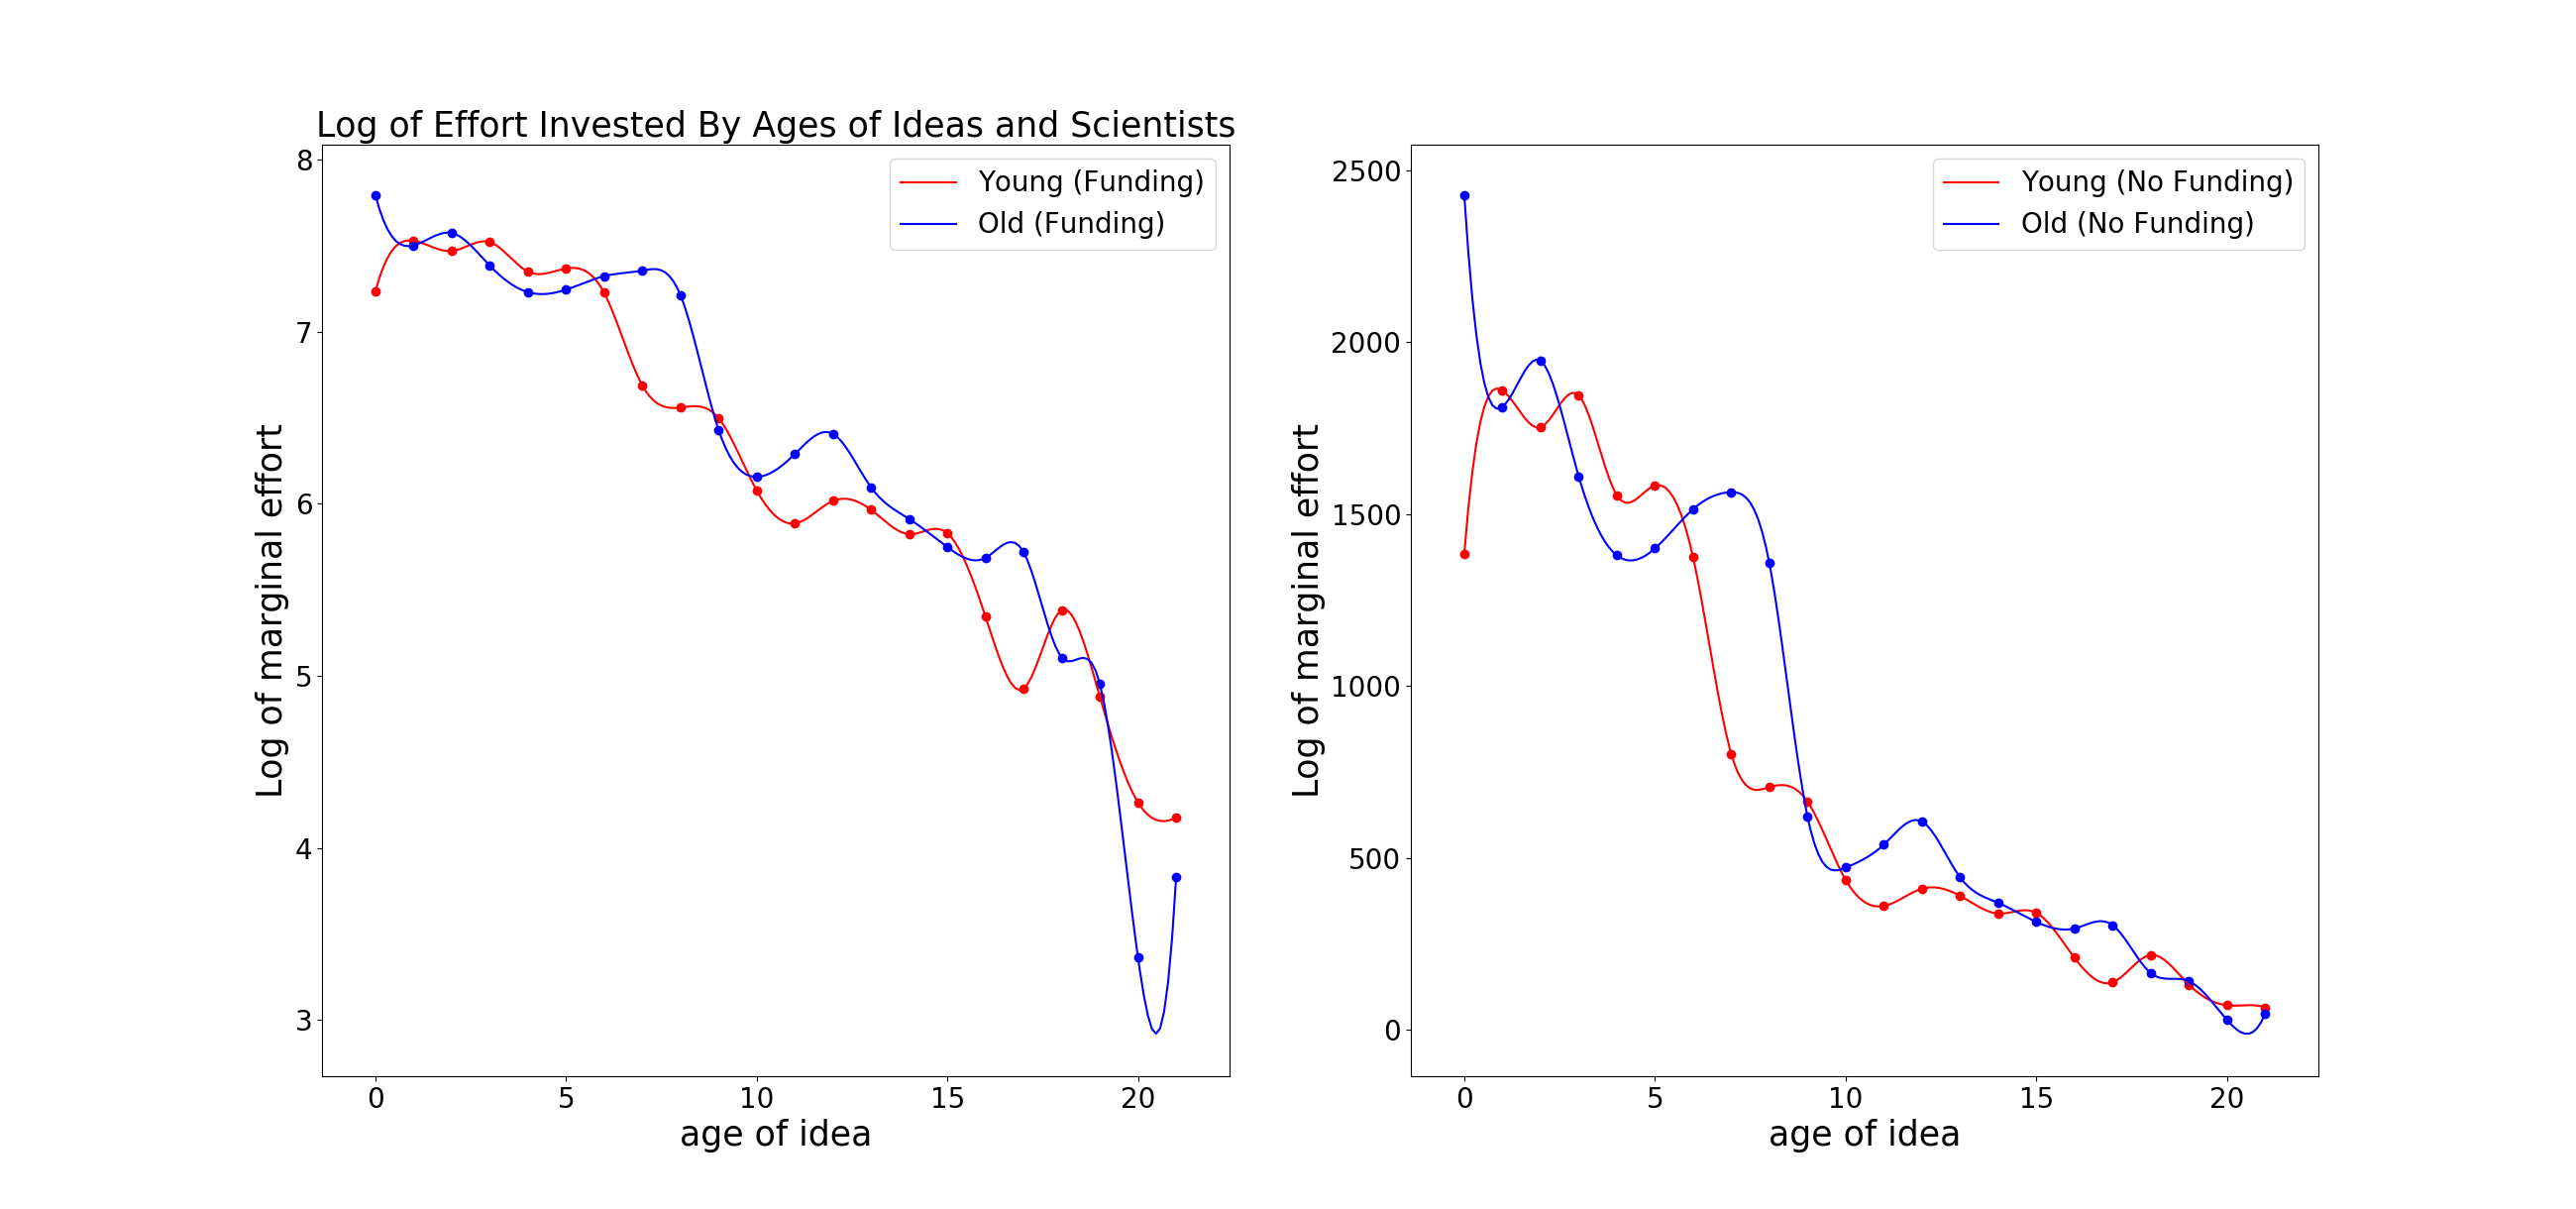 Log of Effort Invested By Ages of Ideas and Scientists
Log of marginal effort
8
7
6
5
4
3
Young (Funding)
Old (Funding)
0 5 10 15 20
age of idea
Log of marginal effort
2500
2000
1500
1000
500
0
Young (No Funding)
Old (No Funding)
0 5 10 15 20
age of idea